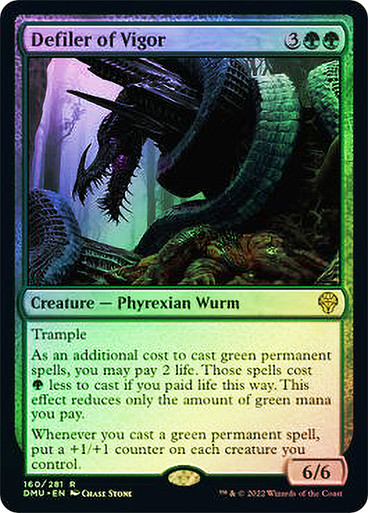 Defiler of Vigor 3
Creature — Phyrexian Wurm
Trample
As an additional cost to cast green permanent
spells, you may pay 2 life. Those spells cost
less to cast if you paid life this way. This
effect reduces only the amount of green mana
you pay.
Whenever you cast a green permanent spell,
put a +1/+1 counter on each creature you
control.
6/6
160/281 R
DMU • EN CHASE STONE
™ & © 2022 Wizards of the Coast